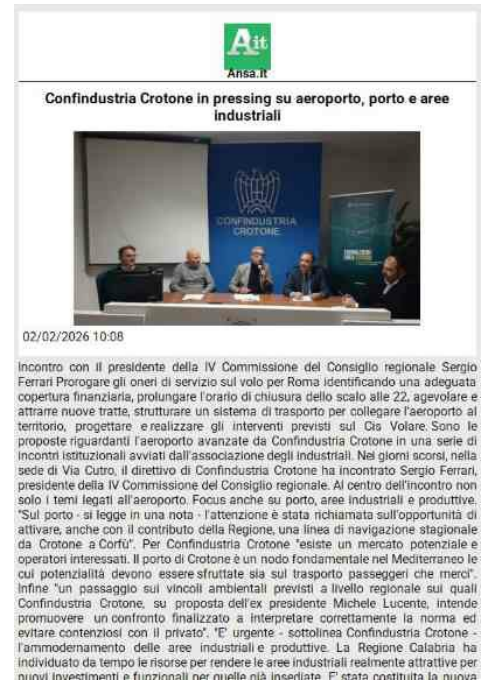 Ait
Ansa.it
Confindustria Crotone in pressing su aeroporto, porto e aree
industriali
CONFINDUSTRIA
CROTONE
02/02/2026 10:08
Incontro con il presidente della IV Commissione del Consiglio regionale Sergio
Ferrari Prorogare gli oneri di servizio sul volo per Roma identificando una adeguata
copertura finanziaria, prolungare l'orario di chiusura dello scalo alle 22, agevolare e
attrarre nuove tratte, strutturare un sistema di trasporto per collegare l'aeroporto al
territorio, progettare e realizzare gli interventi previsti sul Cis Volare. Sono le
proposte riguardanti l'aeroporto avanzate da Confindustria Crotone in una serie di
incontri istituzionali avviati dall'associazione degli industriali. Nei giorni scorsi, nella
sede di Via Cutro, il direttivo di Confindustria Crotone ha incontrato Sergio Ferrari,
presidente della IV Commissione del Consiglio regionale. Al centro dell'incontro non
solo i temi legati all'aeroporto. Focus anche su porto, aree industriali e produttive.
"Sul porto - si legge in una nota - l'attenzione è stata richiamata sull'opportunità di
attivare, anche con il contributo della Regione, una linea di navigazione stagionale
da Crotone a Corfù". Per Confindustria Crotone "esiste un mercato potenziale e
operatori interessati. Il porto di Crotone è un nodo fondamentale nel Mediterraneo le
cui potenzialità devono essere sfruttate sia sul trasporto passeggeri che merci".
Infine "un passaggio sui vincoli ambientali previsti a livello regionale sui quali
Confindustria Crotone, su proposta dell'ex presidente Michele Lucente, intende
promuovere un confronto finalizzato a interpretare correttamente la norma ed
evitare contenziosi con il privato". "E' urgente - sottolinea Confindustria Crotone -
l'ammodernamento delle aree industriali e produttive. La Regione Calabria ha
individuato da tempo le risorse per rendere le aree industriali realmente attrattive per
nuovi investimenti e funzionali per quelle già insediate. E' stata costituita la nuova